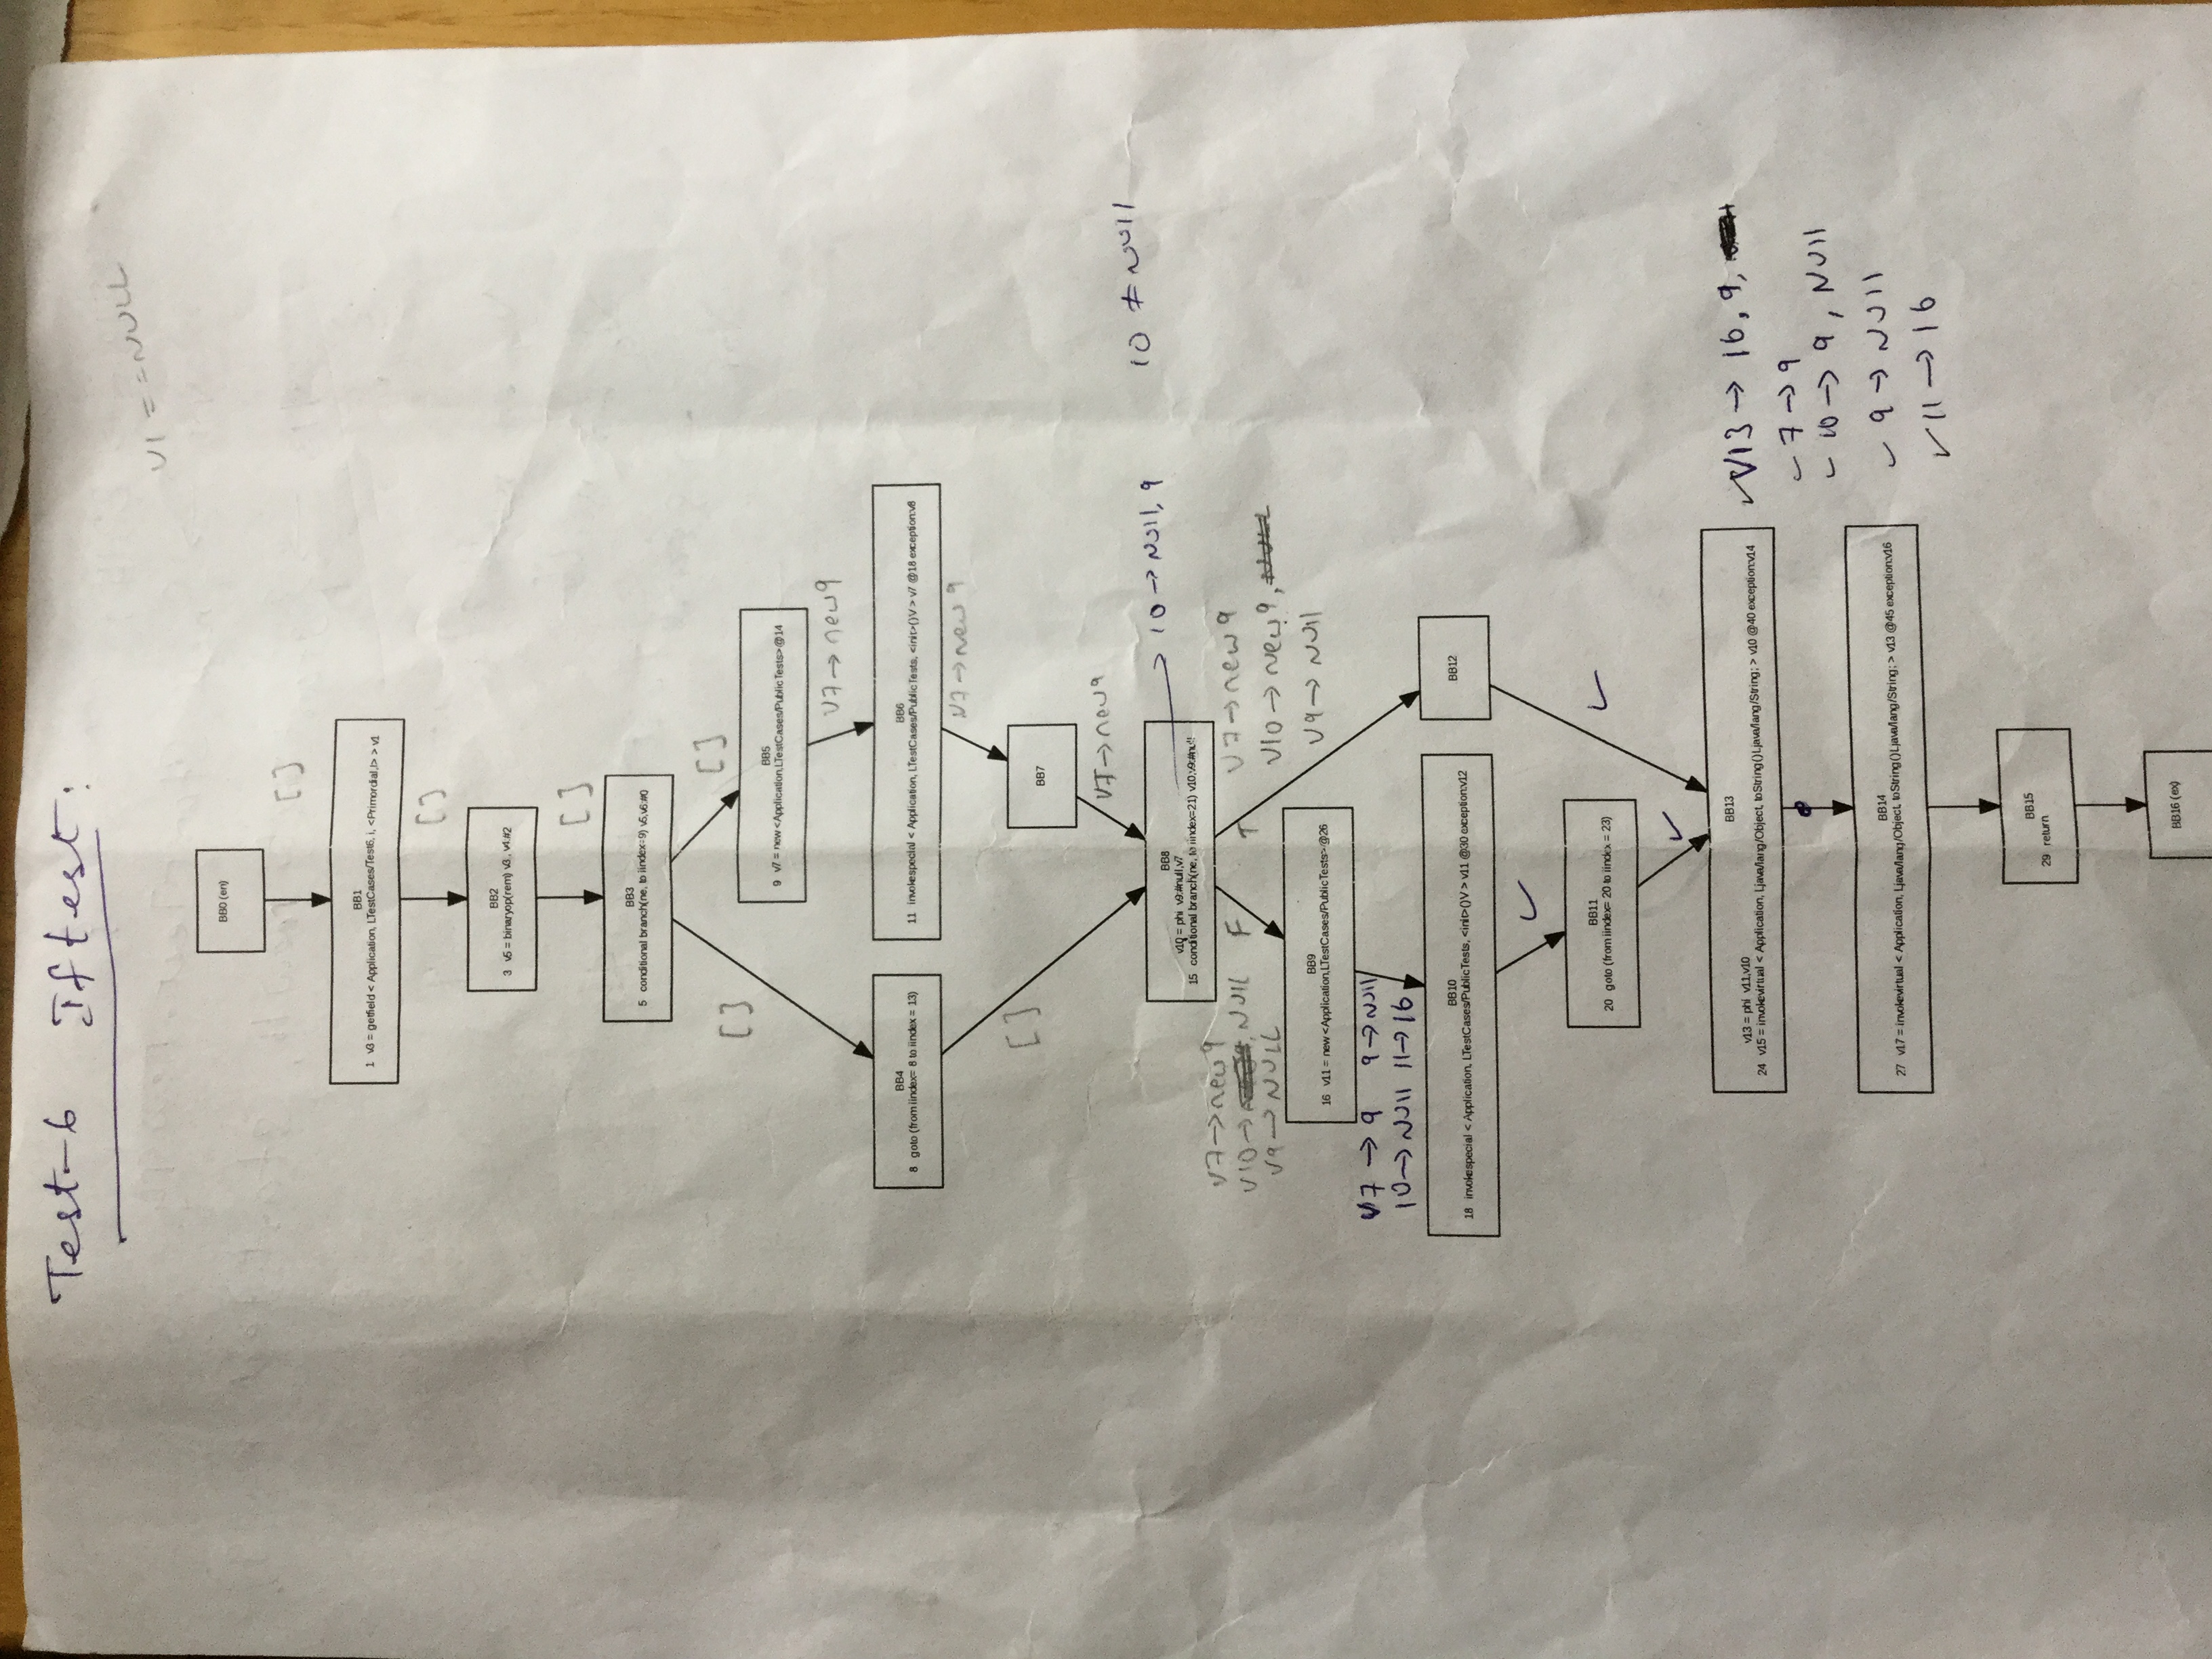 Test-6 If test:
V1 == NULL
BB0 (en)
[ ]
BB1
1 v3 = getfield < Application, LTestCases/Test6, i, <Primordial,I> > v1
[ ]
BB2
3 v5 = binaryop(rem) v3 , v4:#2
[ ]
BB3
5 conditional branch(ne, to iindex=9) v5,v6:#0
[ ]
[ ]
BB5
9 v7 = new <Application,LTestCases/PublicTests>@14
V7→new9
BB4
8 goto (from iindex= 8 to iindex = 13)
BB6
11 invokespecial < Application, LTestCases/PublicTests, <init>()V > v7 @18 exception:v8
V7→new9
[ ]
BB7
V7→new9
10 ≠ NULL
BB8
v10 = phi v9:#null,v7
15 conditional branch(ne, to iindex=21) v10,v9:#null
→ 10→NULL, 9
V7→new9
V10→ NULL
V9→NULL
F
T
V7→new9
V10→new9,
V9→NULL
BB9
16 v11 = new <Application,LTestCases/PublicTests>@26
BB12
V7→9 9→NULL
10→NULL 11→16
BB10
18 invokespecial < Application, LTestCases/PublicTests, <init>()V > v11 @30 exception:v12
✓
BB11
20 goto (from iindex= 20 to iindex = 23)
✓
✓
BB13
v13 = phi v11,v10
24 v15 = invokevirtual < Application, Ljava/lang/Object, toString()Ljava/lang/String; > v10 @40 exception:v14
✓V13→16, 9,
✓7→9
✓10→9, NULL
✓9→NULL
✓11→16
BB14
27 v17 = invokevirtual < Application, Ljava/lang/Object, toString()Ljava/lang/String; > v13 @45 exception:v16
BB15
29 return
BB16 (ex)